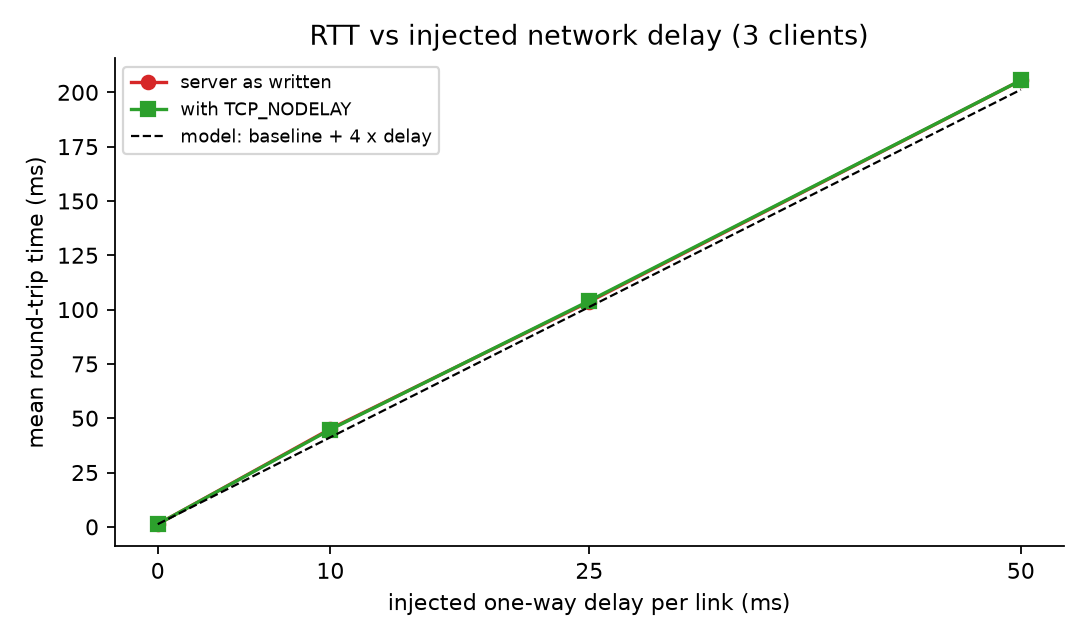 RTT vs injected network delay (3 clients)
server as written
with TCP_NODELAY
model: baseline + 4 x delay
mean round-trip time (ms)
200
175
150
125
100
75
50
25
0
0 10 25 50
injected one-way delay per link (ms)